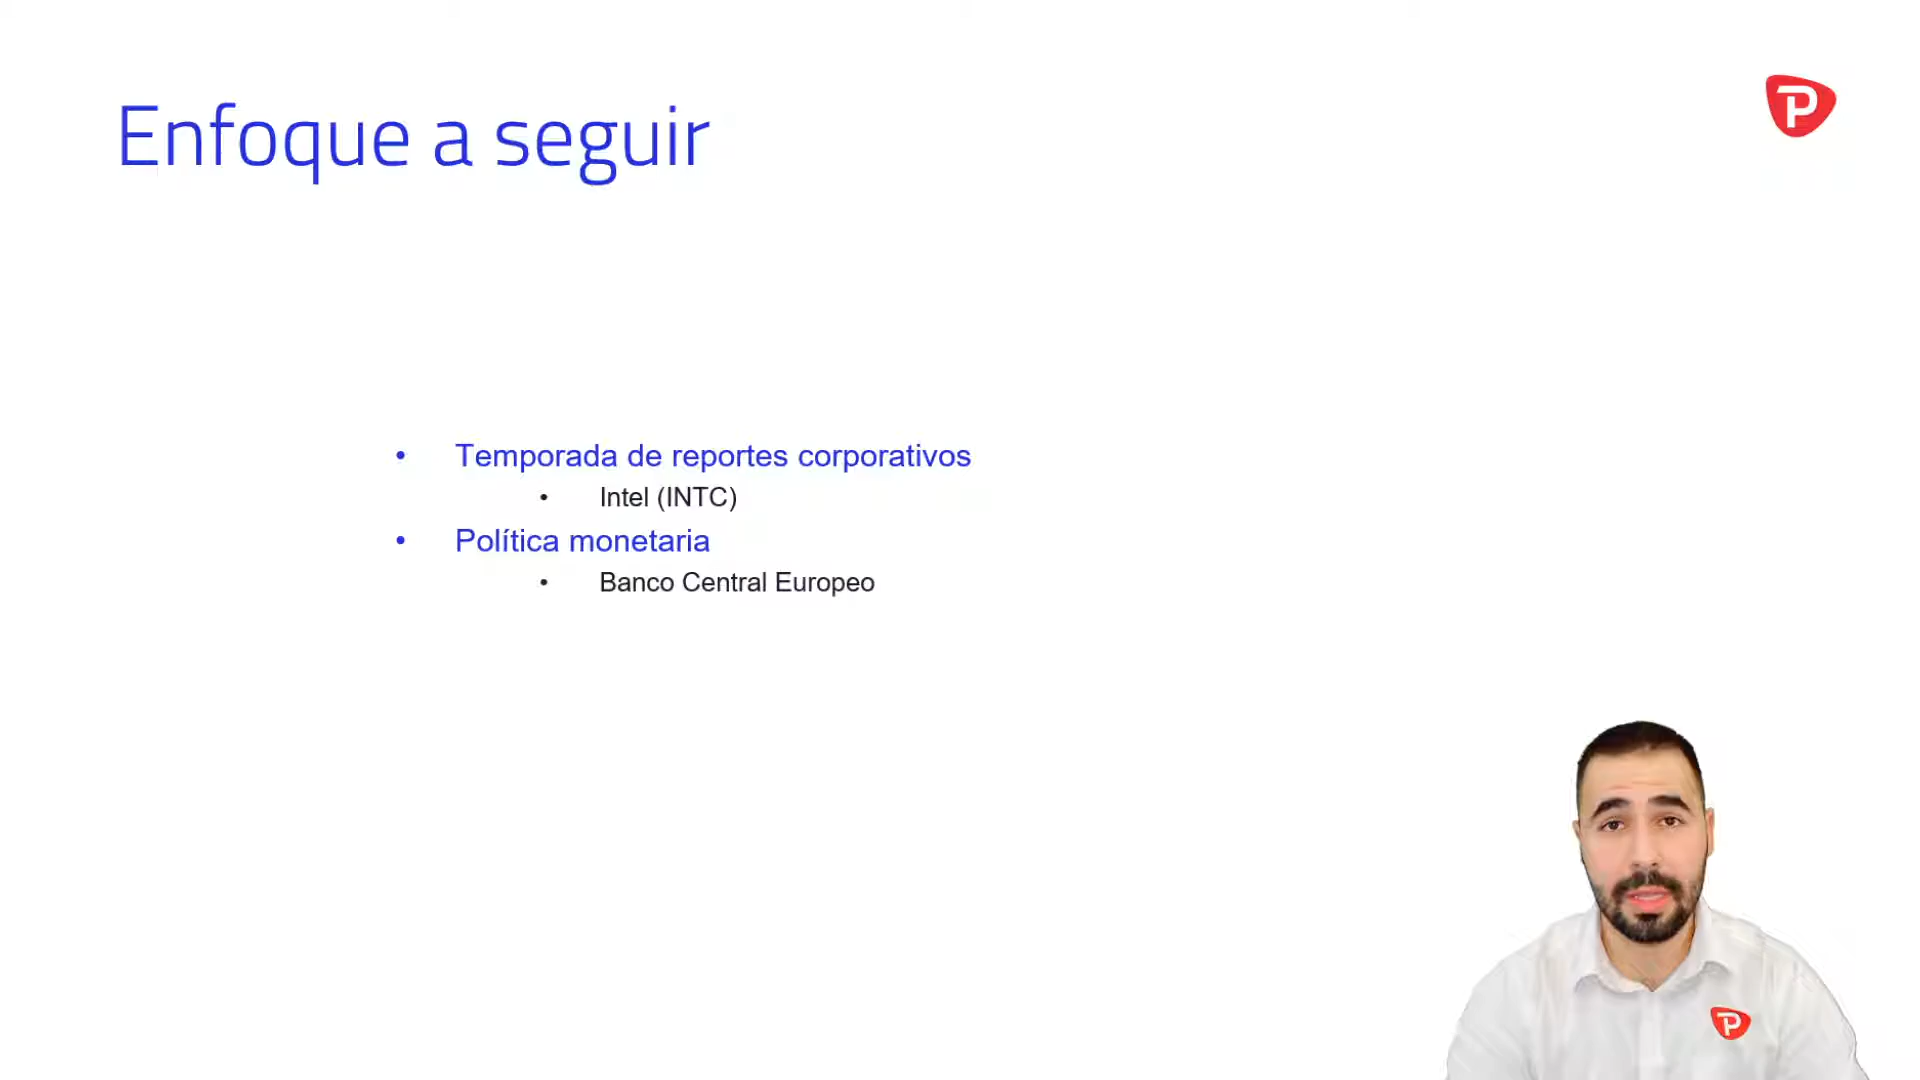 Enfoque a seguir
P
• Temporada de reportes corporativos
• Intel (INTC)
• Política monetaria
• Banco Central Europeo
P